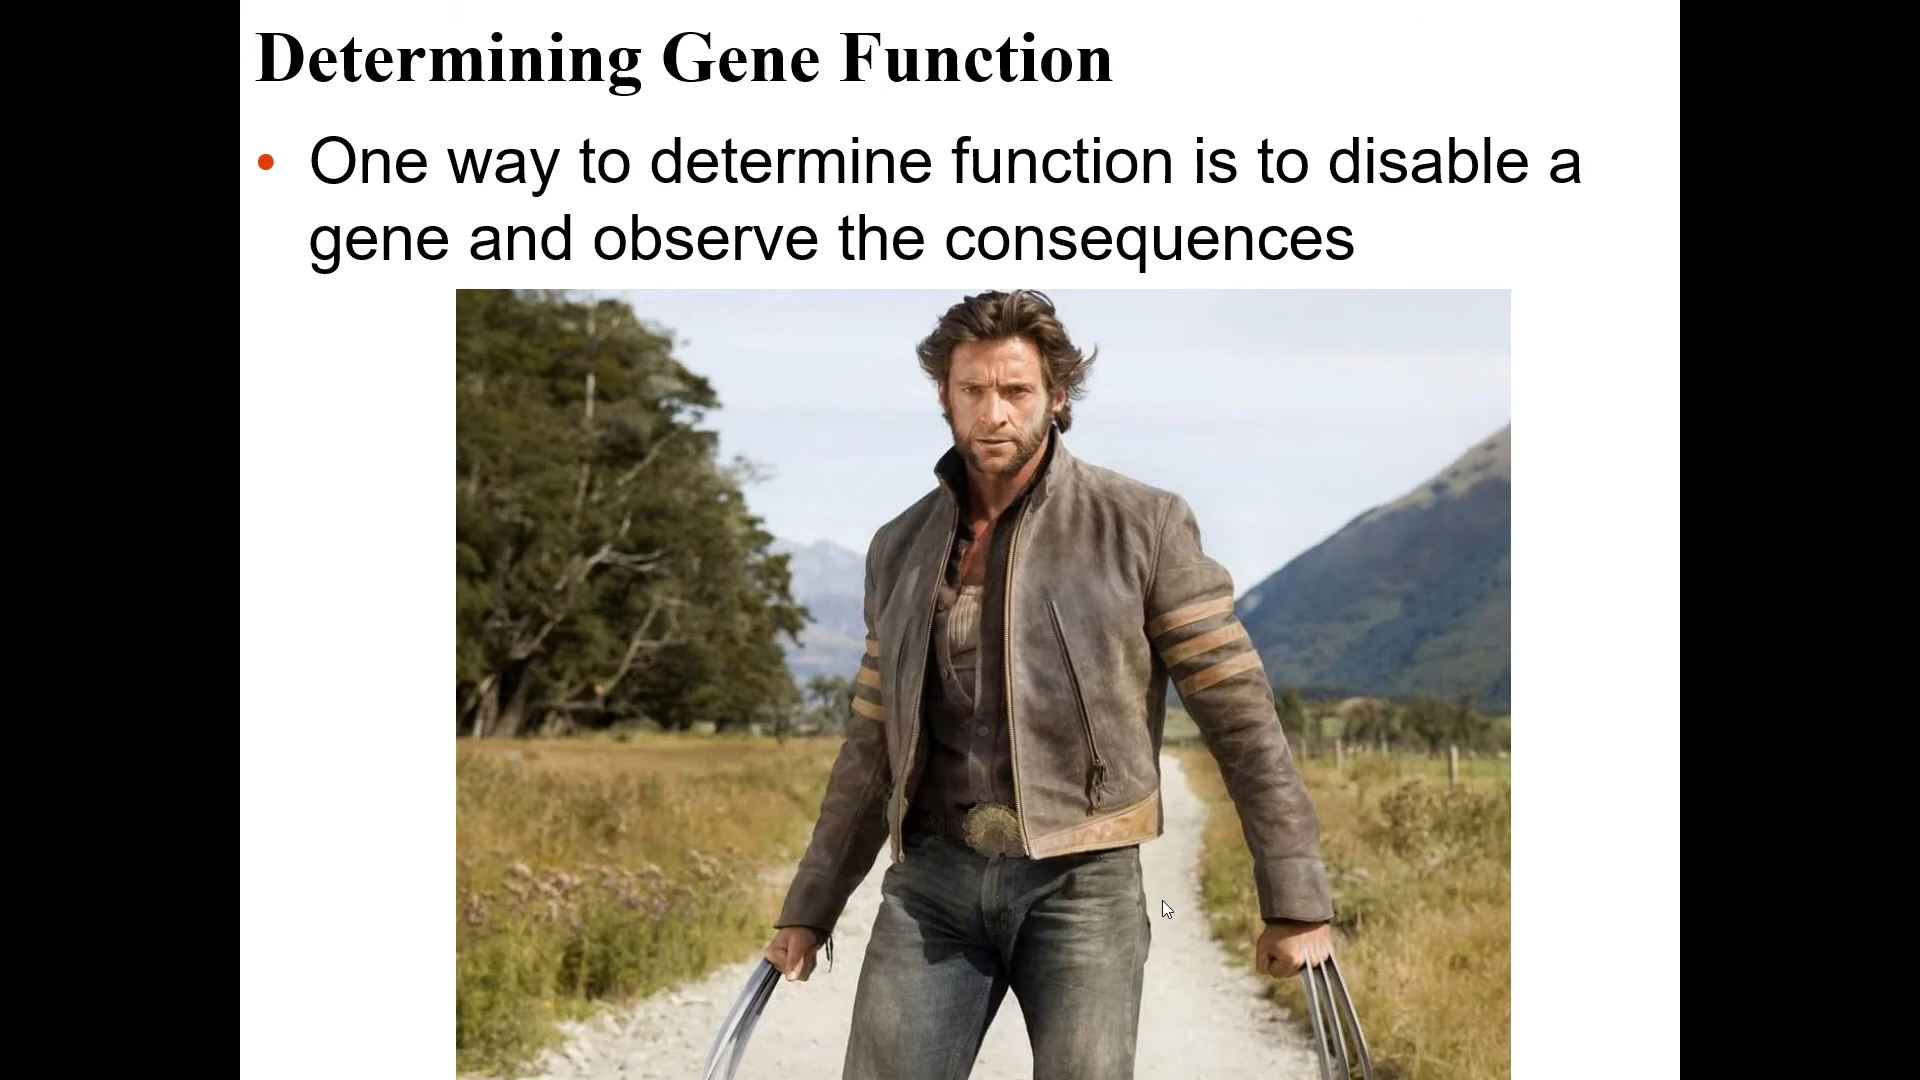 Determining Gene Function
• One way to determine function is to disable a
gene and observe the consequences